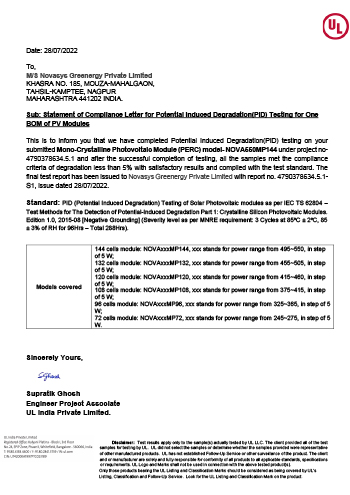 UL
Date: 28/07/2022
To,
M/S Novasys Greenergy Private Limited
KHASRA NO. 185, MOUZA-MAHALGAON,
TAHSIL-KAMPTEE, NAGPUR
MAHARASHTRA 441202 INDIA.
Sub: Statement of Compliance Letter for Potential Induced Degradation(PID) Testing for One
BOM of PV Modules
This is to inform you that we have completed Potential Induced Degradation(PID) testing on your
submitted Mono-Crystalline Photovoltaic Module (PERC) model- NOVA550MP144 under project no-
4790378634.5.1 and after the successful completion of testing, all the samples met the compliance
criteria of degradation less than 5% with satisfactory results and complied with the test standard. The
final test report has been issued to Novasys Greenergy Private Limited with report no. 4790378634.5.1-
S1, issue dated 28/07/2022.
Standard: PID (Potential Induced Degradation) Testing of Solar Photovoltaic modules as per IEC TS 62804 –
Test Methods for The Detection of Potential-Induced Degradation Part 1: Crystalline Silicon Photovoltaic Modules.
Edition 1.0, 2015-08 [Negative Grounding] (Severity level as per MNRE requirement: 3 Cycles at 85ºC ± 2ºC, 85
± 3% of RH for 96Hrs – Total 288Hrs).
Models covered
144 cells module: NOVAxxxMP144, xxx stands for power range from 495~550, in step
of 5 W;
132 cells module: NOVAxxxMP132, xxx stands for power range from 455~505, in step
of 5 W;
120 cells module: NOVAxxxMP120, xxx stands for power range from 415~460, in step
of 5 W;
108 cells module: NOVAxxxMP108, xxx stands for power range from 375~415, in step
of 5 W;
96 cells module: NOVAxxxMP96, xxx stands for power range from 325~365, in step of 5
W;
72 cells module: NOVAxxxMP72, xxx stands for power range from 245~275, in step of 5
W.
Sincerely Yours,
SGhosh
Supratik Ghosh
Engineer Project Associate
UL India Private Limited.
UL India Private Limited
Disclaimer: Test results apply only to the sample(s) actually tested by UL LLC. The client provided all of the test
samples for testing by UL. UL did not select the samples or determine whether the samples provided were representative
of other manufactured products. UL has not established Follow-Up Service or other surveillance of the product. The client
and or manufacturer are solely and fully responsible for conformity of all products to all applicable standards, specifications
or requirements. UL Logo and Marks shall not be used in connection with the above tested product(s).
Only those products bearing the UL Listing and Classification Marks should be considered as being covered by UL's
Listing, Classification and Follow-Up Service. Look for the UL Listing and Classification Mark on the product